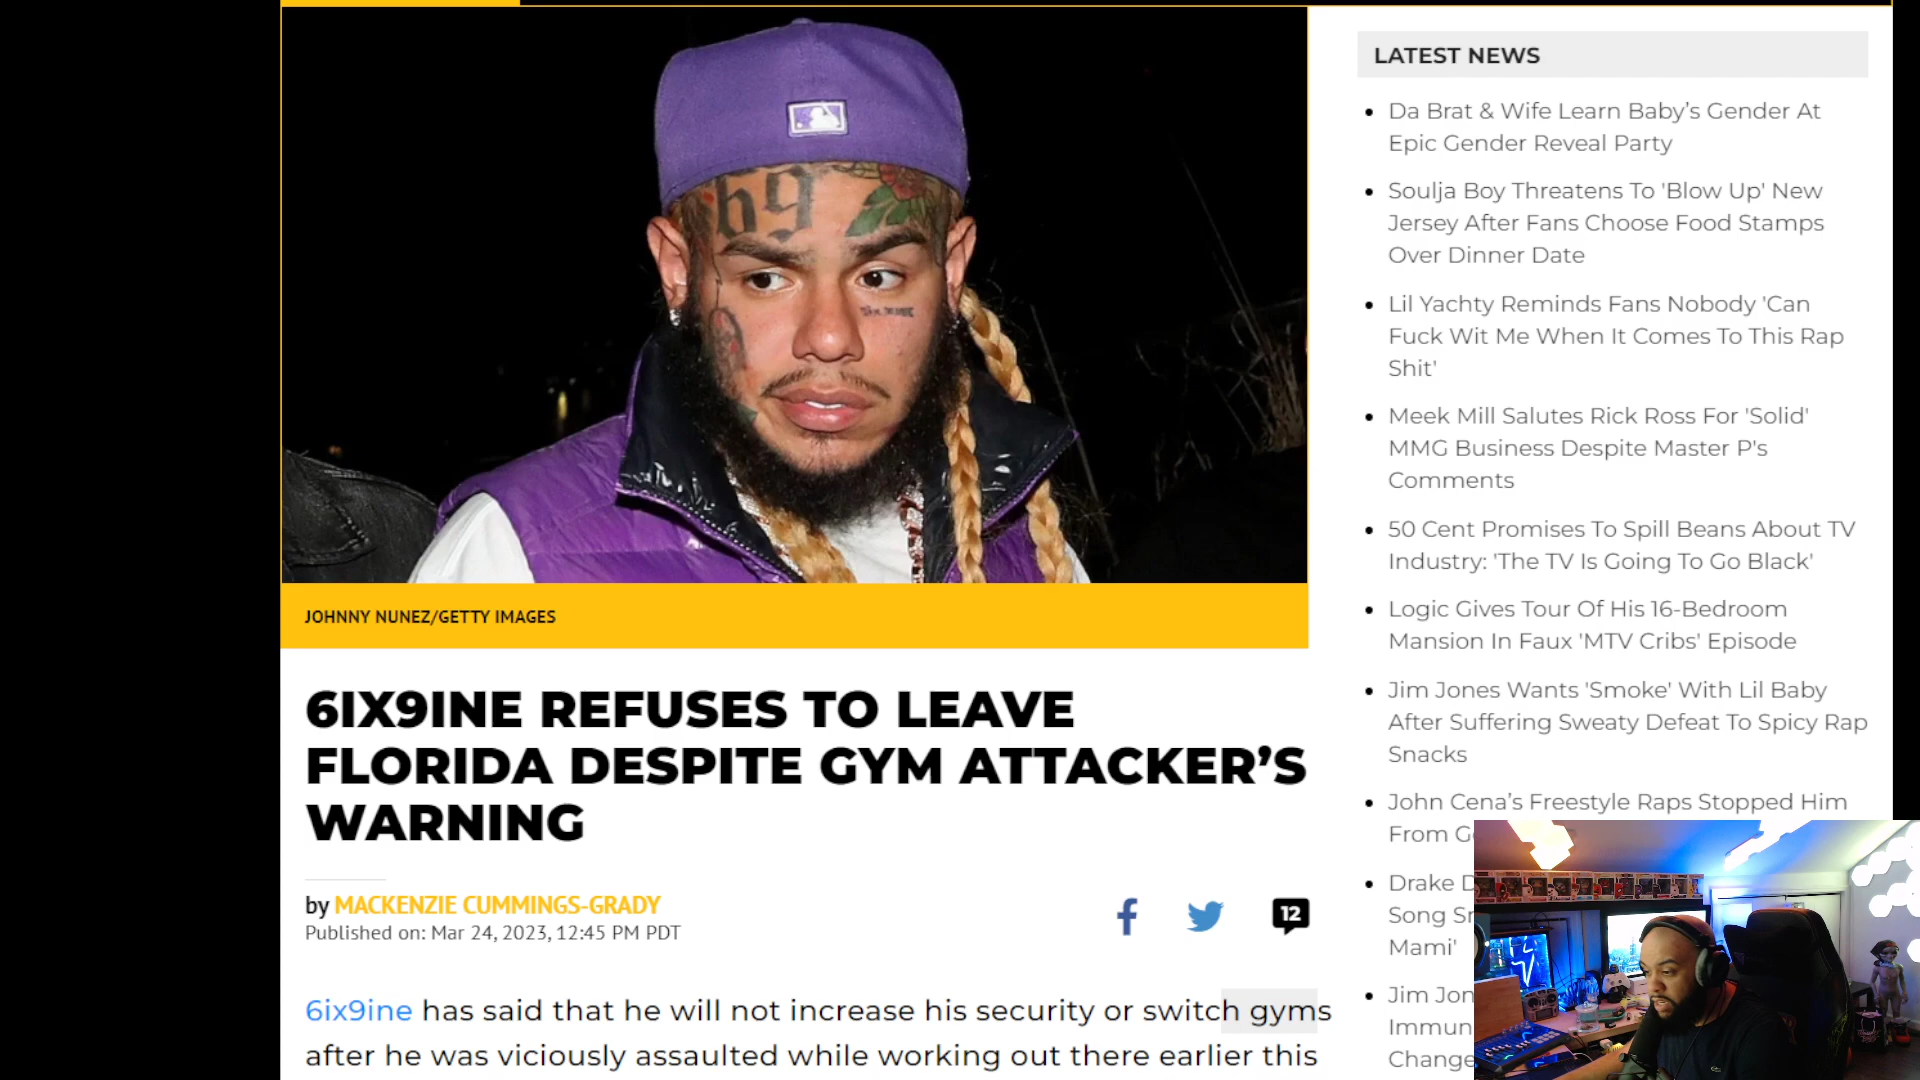 69
JOHNNY NUNEZ/GETTY IMAGES
6IX9INE REFUSES TO LEAVE
FLORIDA DESPITE GYM ATTACKER’S
WARNING
by MACKENZIE CUMMINGS-GRADY
Published on: Mar 24, 2023, 12:45 PM PDT
12
6ix9ine has said that he will not increase his security or switch gyms
after he was viciously assaulted while working out there earlier this
LATEST NEWS
Da Brat & Wife Learn Baby’s Gender At
Epic Gender Reveal Party
Soulja Boy Threatens To 'Blow Up' New
Jersey After Fans Choose Food Stamps
Over Dinner Date
Lil Yachty Reminds Fans Nobody 'Can
Fuck Wit Me When It Comes To This Rap
Shit'
Meek Mill Salutes Rick Ross For 'Solid'
MMG Business Despite Master P's
Comments
50 Cent Promises To Spill Beans About TV
Industry: 'The TV Is Going To Go Black'
Logic Gives Tour Of His 16-Bedroom
Mansion In Faux 'MTV Cribs' Episode
Jim Jones Wants 'Smoke' With Lil Baby
After Suffering Sweaty Defeat To Spicy Rap
Snacks
John Cena’s Freestyle Raps Stopped Him
From
Drake
Song
Mami'
Jim
Immun
Change